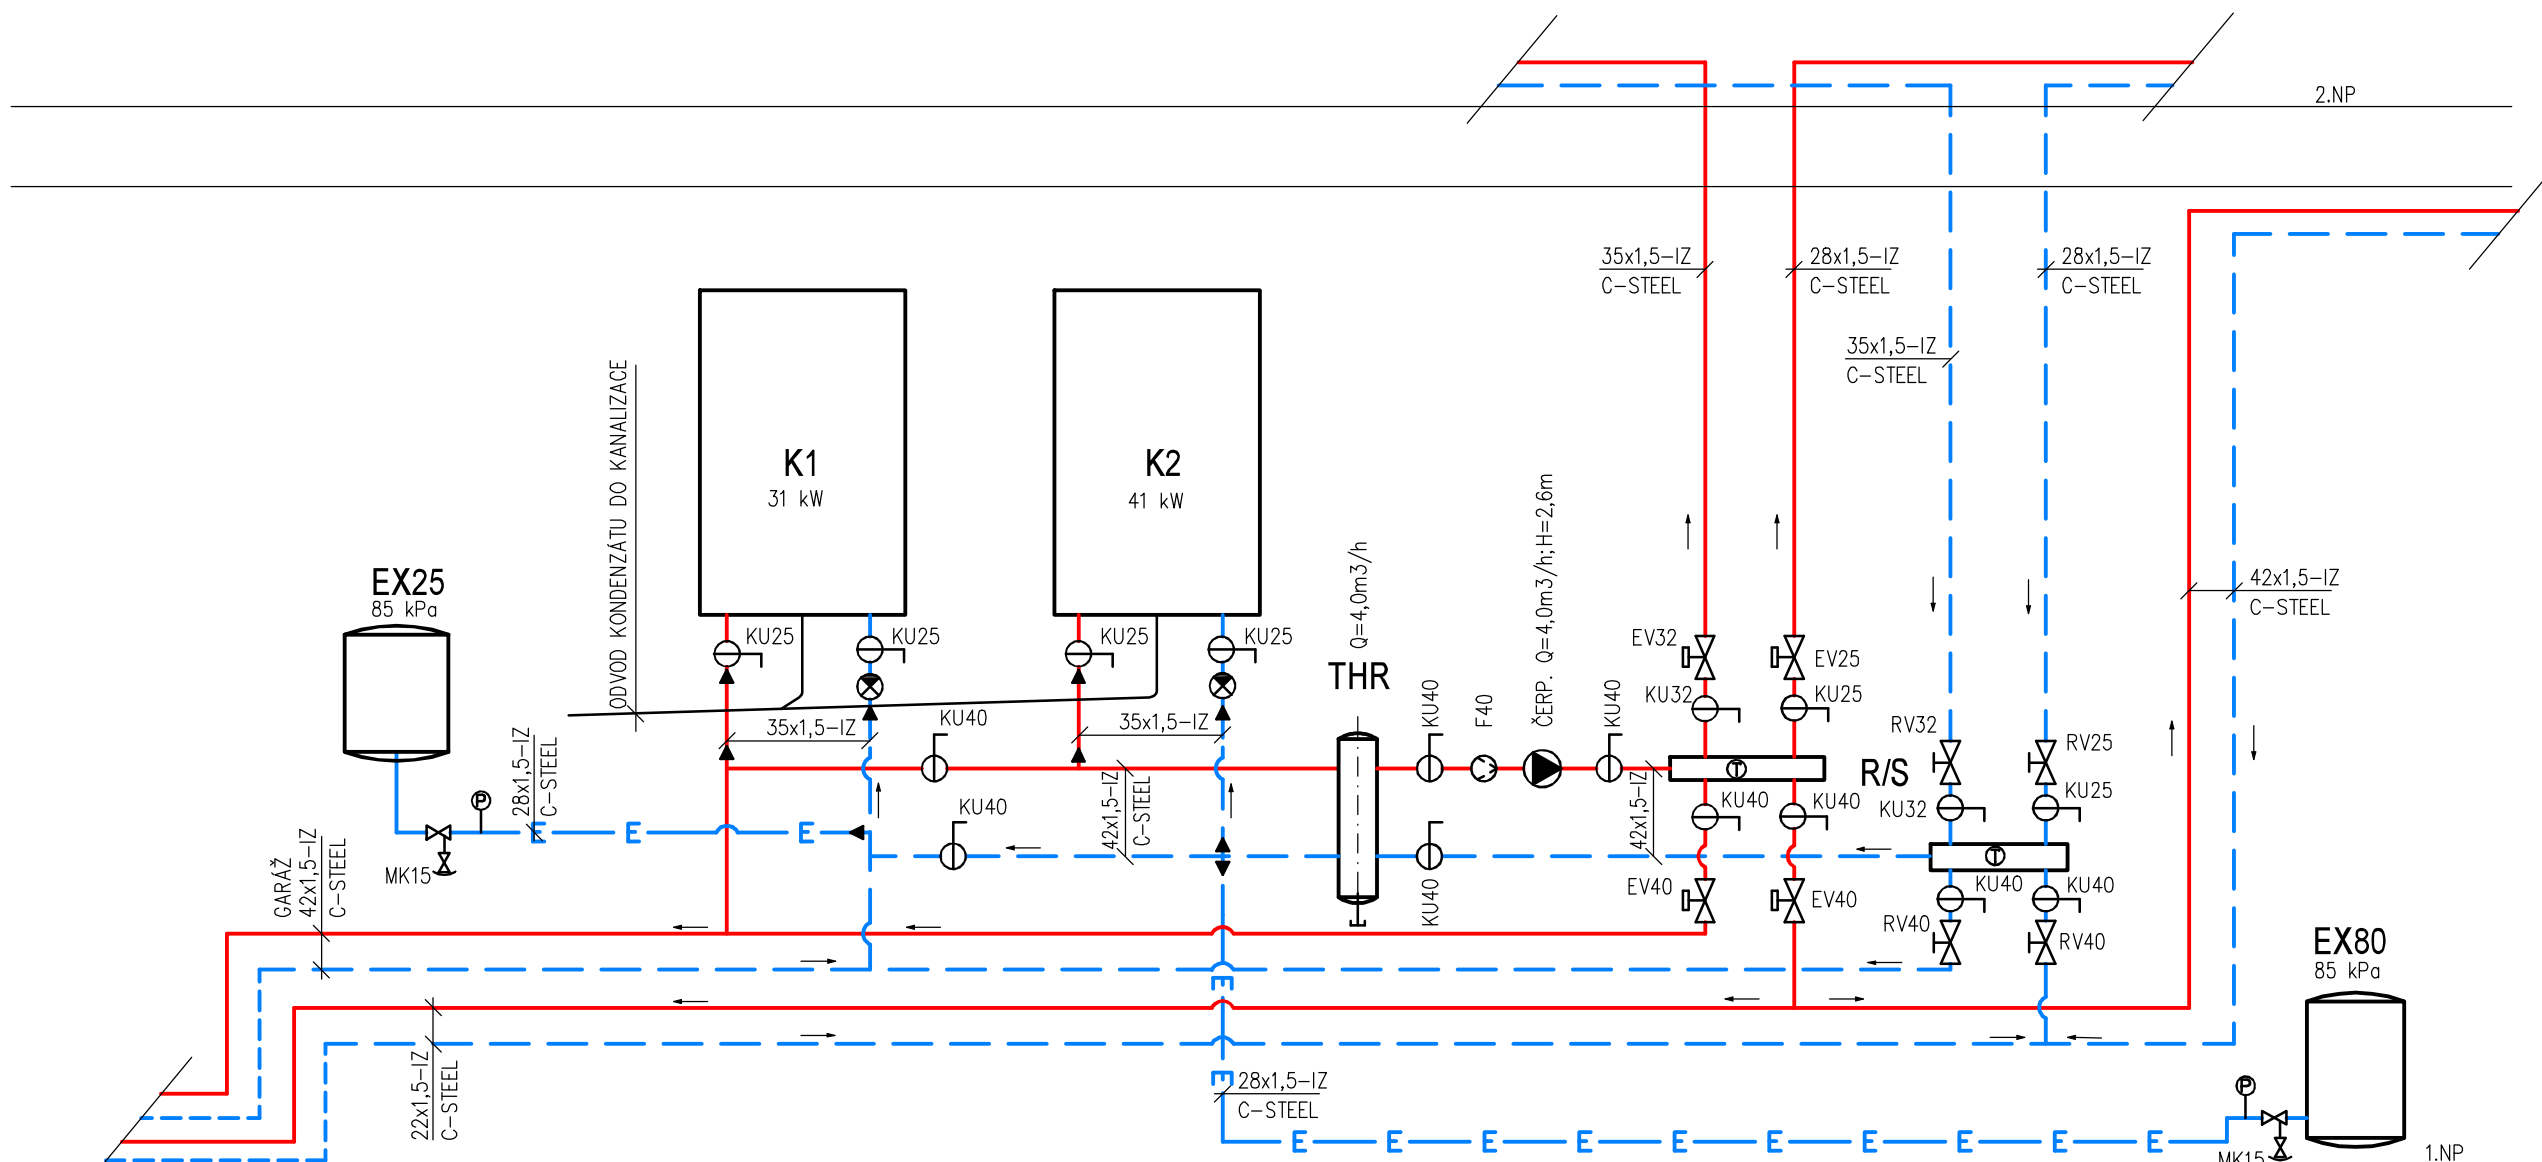 2.NP
35x1,5-IZ
C-STEEL
28x1,5-IZ
C-STEEL
28x1,5-IZ
C-STEEL
35x1,5-IZ
C-STEEL
ODVOD KONDENZÁTU DO KANALIZACE
K1
31 kW
K2
41 kW
EX25
85 kPa
KU25
KU25
KU25
KU25
THR
Q=4,0m3/h
KU40
F40
ČERP. Q=4,0m3/h;H=2,6m
KU40
EV32
EV25
KU32
KU25
42x1,5-IZ
C-STEEL
RV32
RV25
35x1,5-IZ
KU40
35x1,5-IZ
28x1,5-IZ
C-STEEL
P
T
R/S
KU40
42x1,5-IZ
C-STEEL
42x1,5-IZ
KU40
KU40
KU32
KU25
E
E
E
MK15
GARÁŽ
42x1,5-IZ
C-STEEL
KU40
T
EV40
EV40
KU40
KU40
RV40
RV40
EX80
85 kPa
E
E
22x1,5-IZ
C-STEEL
28x1,5-IZ
C-STEEL
P
E
E
E
E
E
E
E
E
E
E
MK15
1.NP